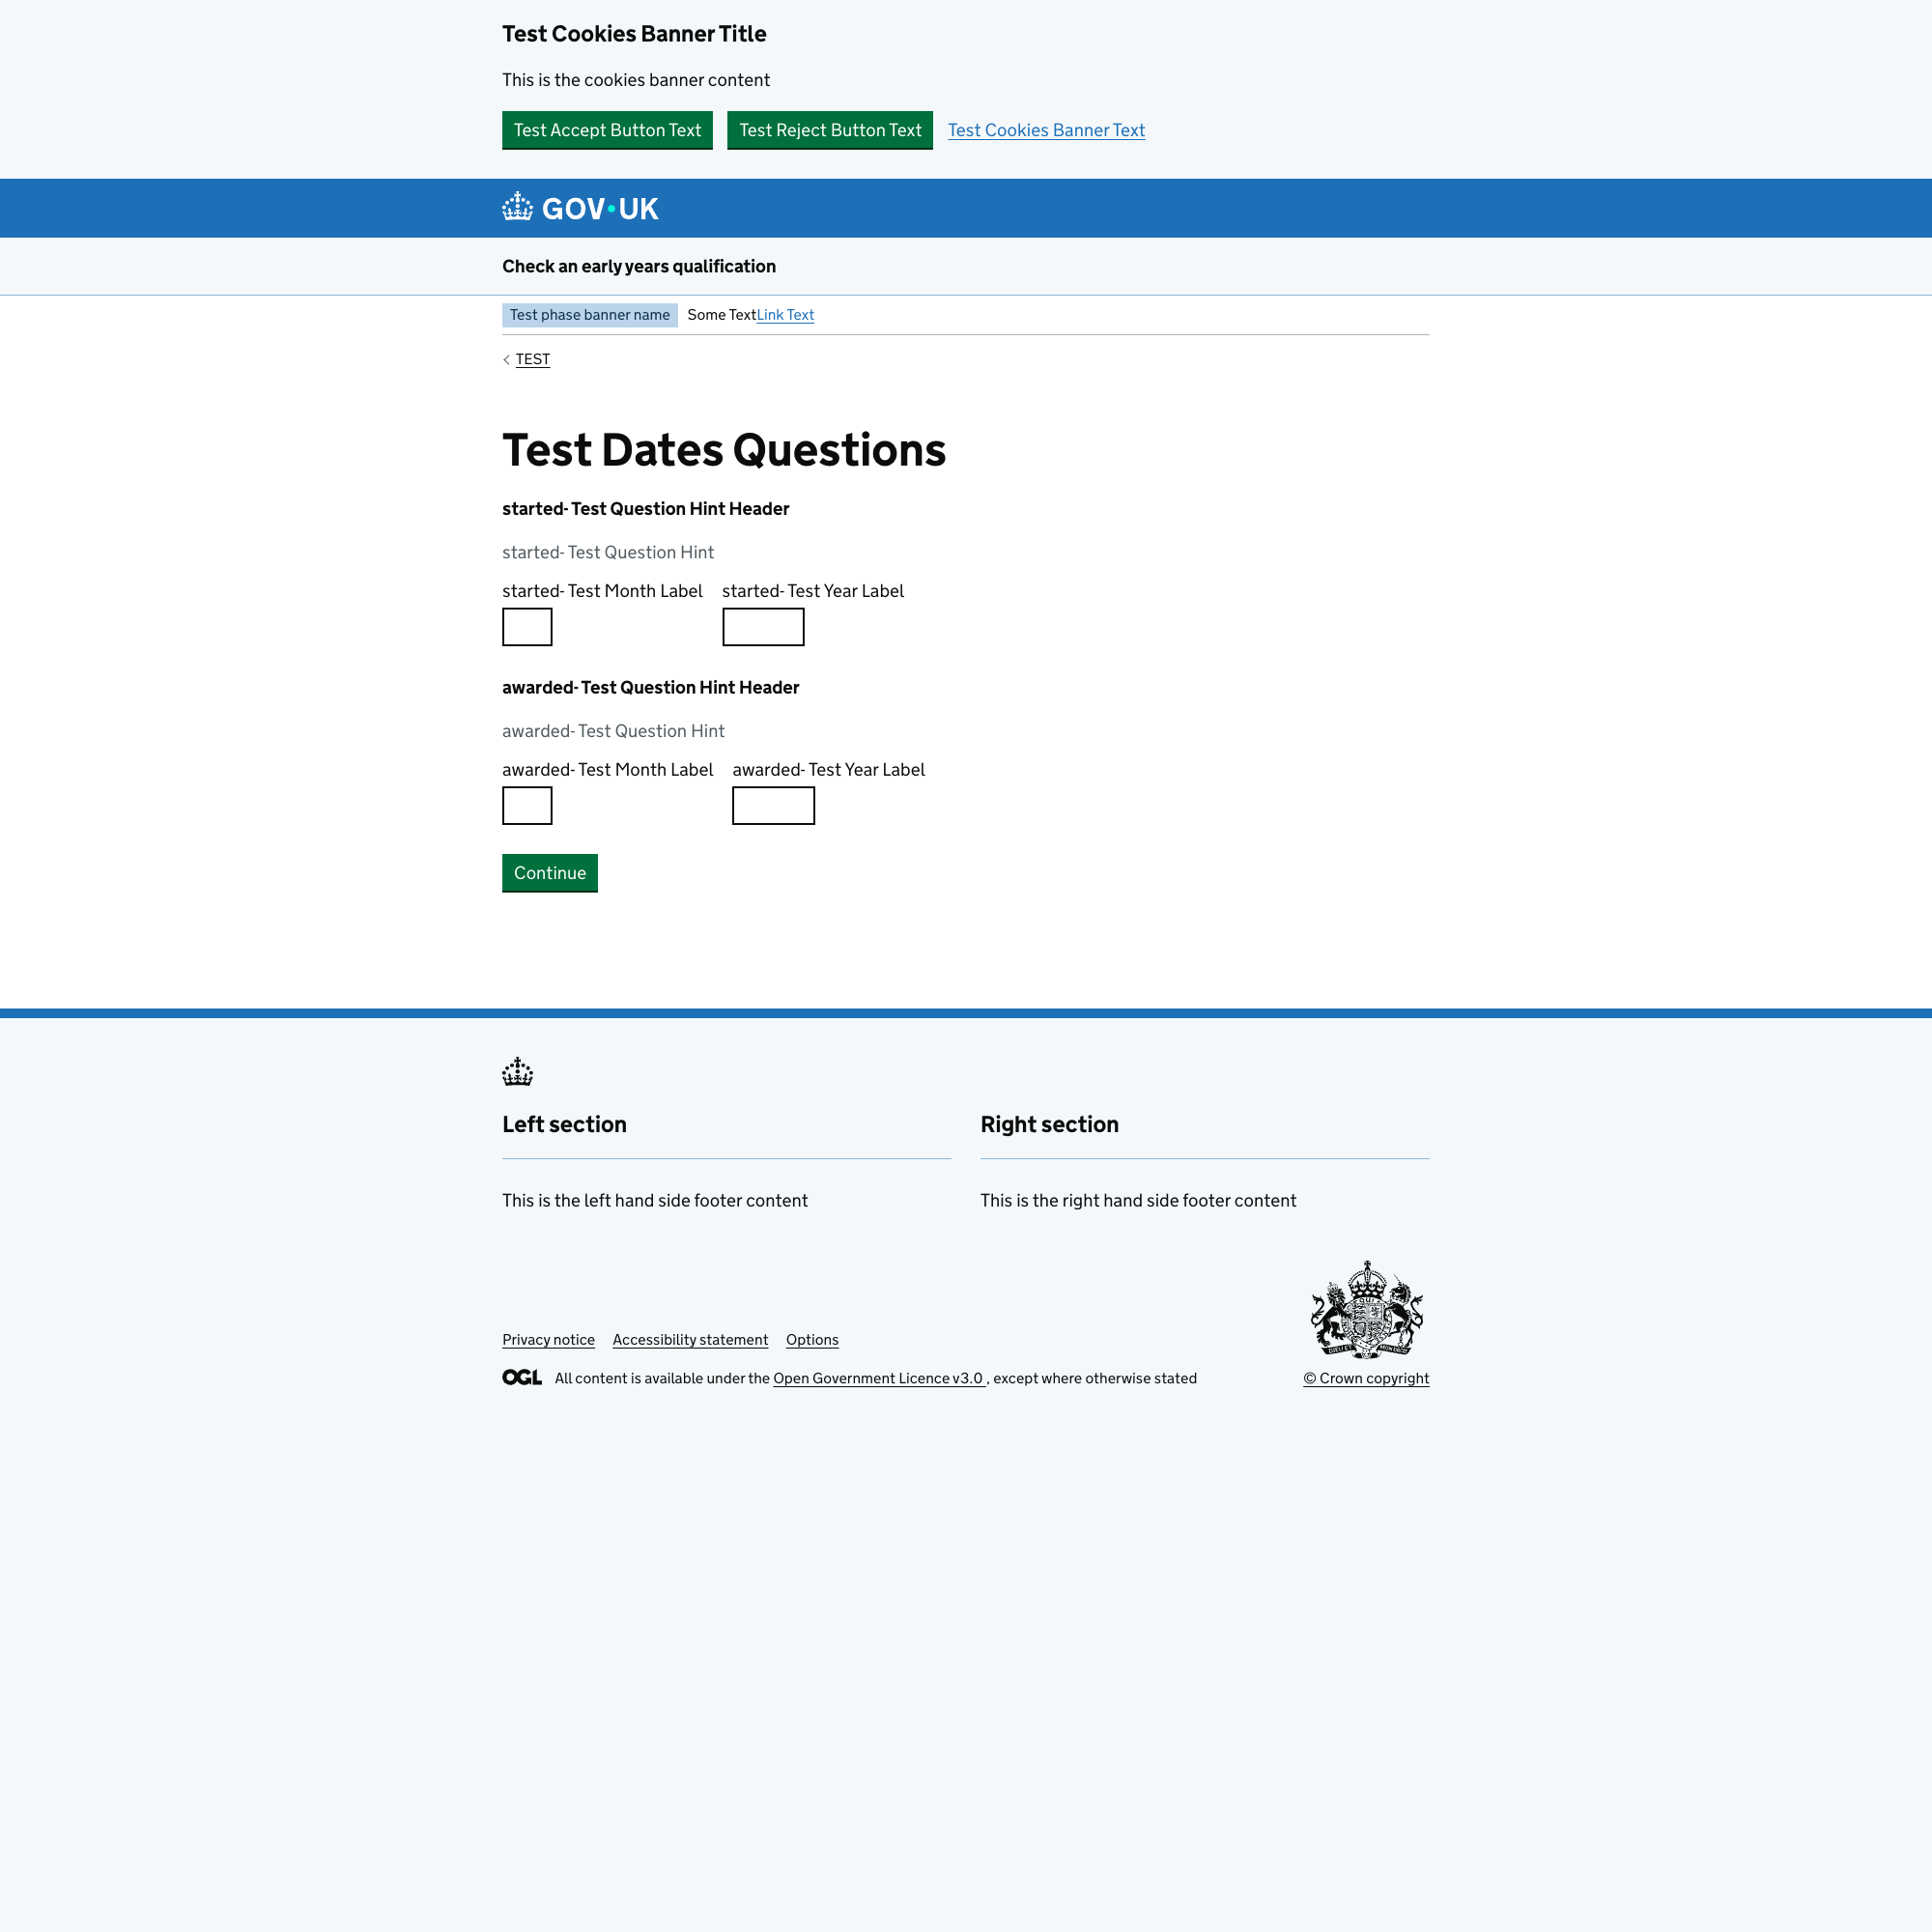 Test Cookies Banner Title
This is the cookies banner content
Test Accept Button Text Test Reject Button Text Test Cookies Banner Text
GOV·UK
Check an early years qualification
Test phase banner name Some TextLink Text
TEST
Test Dates Questions
started- Test Question Hint Header
started- Test Question Hint
started- Test Month Label started- Test Year Label
awarded- Test Question Hint Header
awarded- Test Question Hint
awarded- Test Month Label awarded- Test Year Label
Continue
Left section Right section
This is the left hand side footer content This is the right hand side footer content
Privacy notice Accessibility statement Options
OGL All content is available under the Open Government Licence v3.0 , except where otherwise stated © Crown copyright